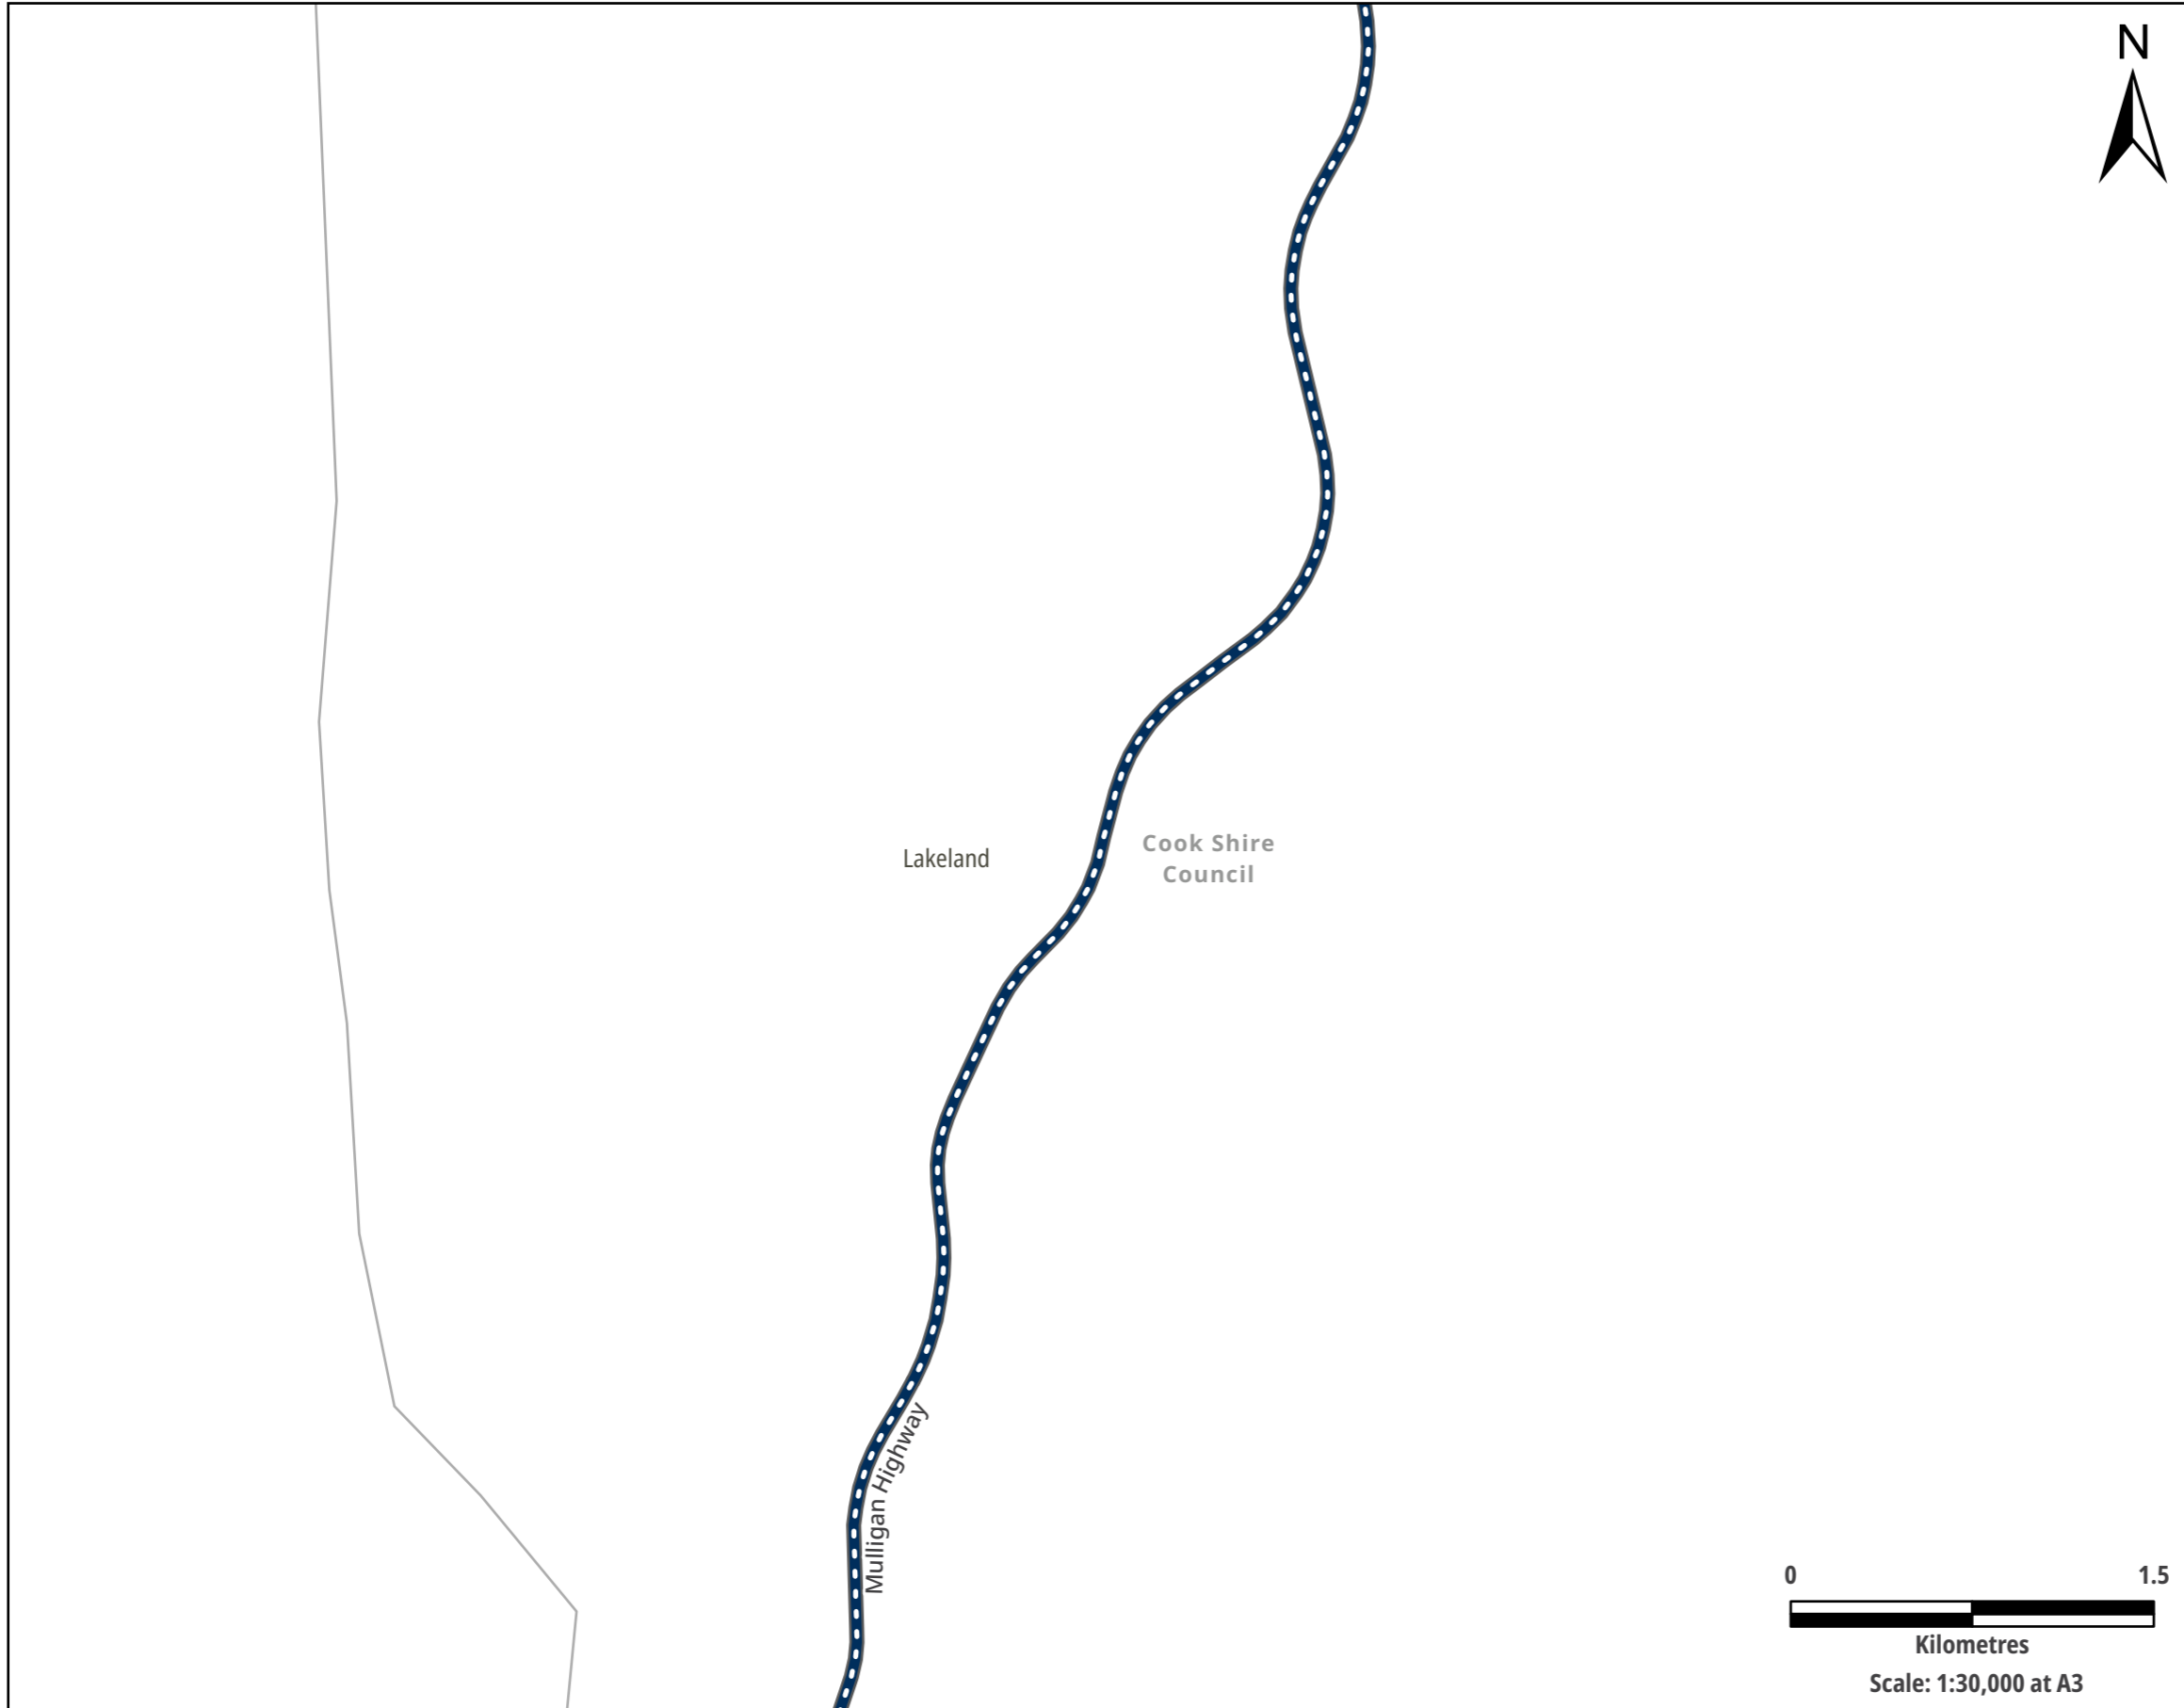 N
Lakeland
Cook Shire
Council
Mulligan Highway
0 1.5
Kilometres
Scale: 1:30,000 at A3